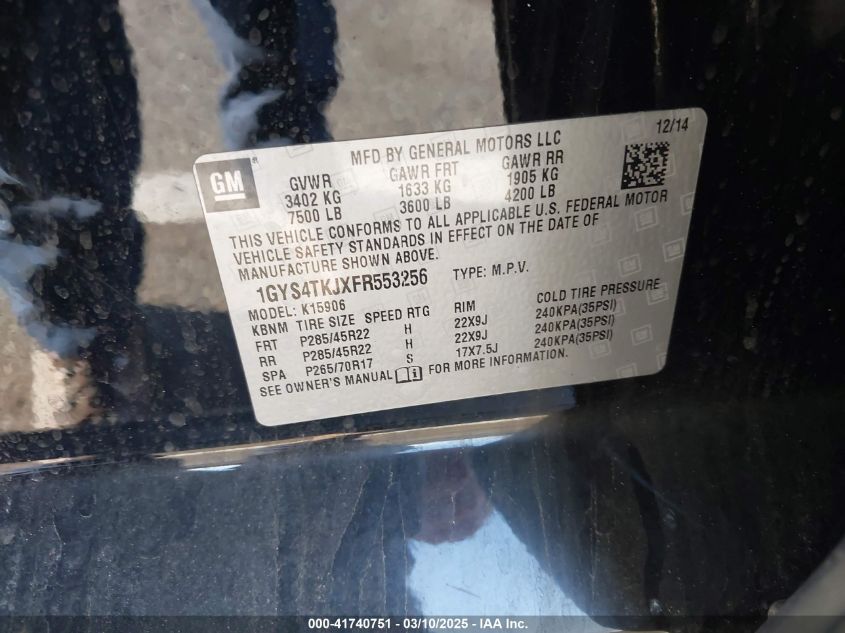 12/14
MFD BY GENERAL MOTORS LLC
GM
GVWR GAWR FRT GAWR RR
3402 KG 1633 KG 1905 KG
7500 LB 3600 LB 4200 LB
THIS VEHICLE CONFORMS TO ALL APPLICABLE U.S. FEDERAL MOTOR
VEHICLE SAFETY STANDARDS IN EFFECT ON THE DATE OF
MANUFACTURE SHOWN ABOVE.
1GYS4TKJXFR553256 TYPE: M.P.V.
MODEL: K15906
KBNM TIRE SIZE SPEED RTG RIM COLD TIRE PRESSURE
FRT P285/45R22 H 22X9J 240KPA(35PSI)
RR P285/45R22 H 22X9J 240KPA(35PSI)
SPA P265/70R17 S 17X7.5J 240KPA(35PSI)
SEE OWNER'S MANUAL FOR MORE INFORMATION.
000-41740751 — 03/10/2025 — IAA Inc.